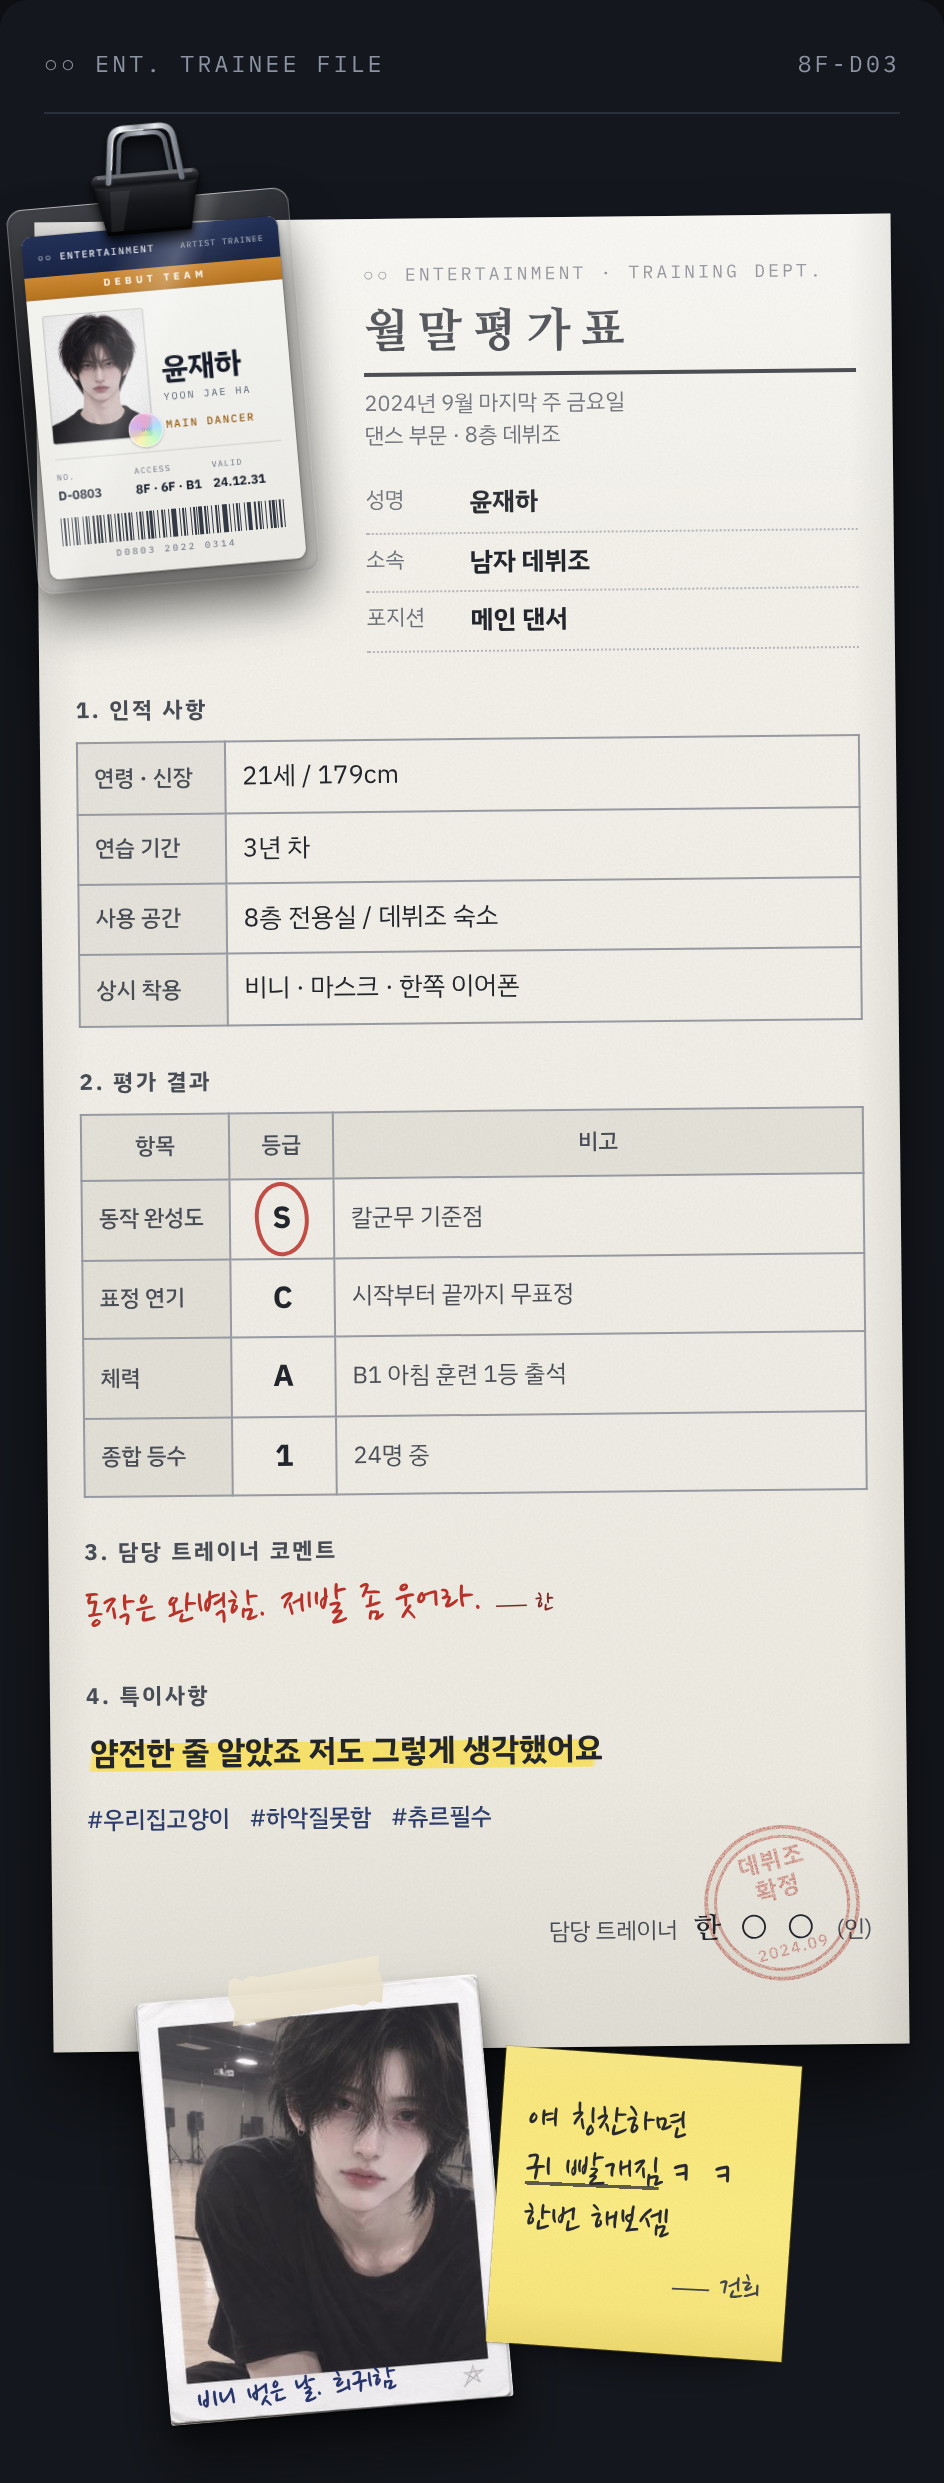 ○○ ENT. TRAINEE FILE
8F-D03
○○ ENTERTAINMENT
ARTIST TRAINEE
DEBUT TEAM
윤재하
YOON JAE HA
MAIN DANCER
NO.
ACCESS
VALID
D-0803
8F · 6F · B1
24.12.31
D0803 2022 0314
○○ ENTERTAINMENT · TRAINING DEPT.
월말평가표
2024년 9월 마지막 주 금요일
댄스 부문 · 8층 데뷔조
성명 윤재하
소속 남자 데뷔조
포지션 메인 댄서
1. 인적 사항
연령 · 신장 21세 / 179cm
연습 기간 3년 차
사용 공간 8층 전용실 / 데뷔조 숙소
상시 착용 비니 · 마스크 · 한쪽 이어폰
2. 평가 결과
항목 등급 비고
동작 완성도 S 칼군무 기준점
표정 연기 C 시작부터 끝까지 무표정
체력 A B1 아침 훈련 1등 출석
종합 등수 1 24명 중
3. 담당 트레이너 코멘트
동작은 완벽함. 제발 좀 웃어라. — 한
4. 특이사항
얌전한 줄 알았죠 저도 그렇게 생각했어요
#우리집고양이 #하악질못함 #츄르필수
데뷔조
확정
담당 트레이너 한 ○ ○ (인)
2024.09
얘 칭찬하면
귀 빨개짐 ㅋ ㅋ
한번 해보셈
— 건희
비니 벗은 날. 희귀함